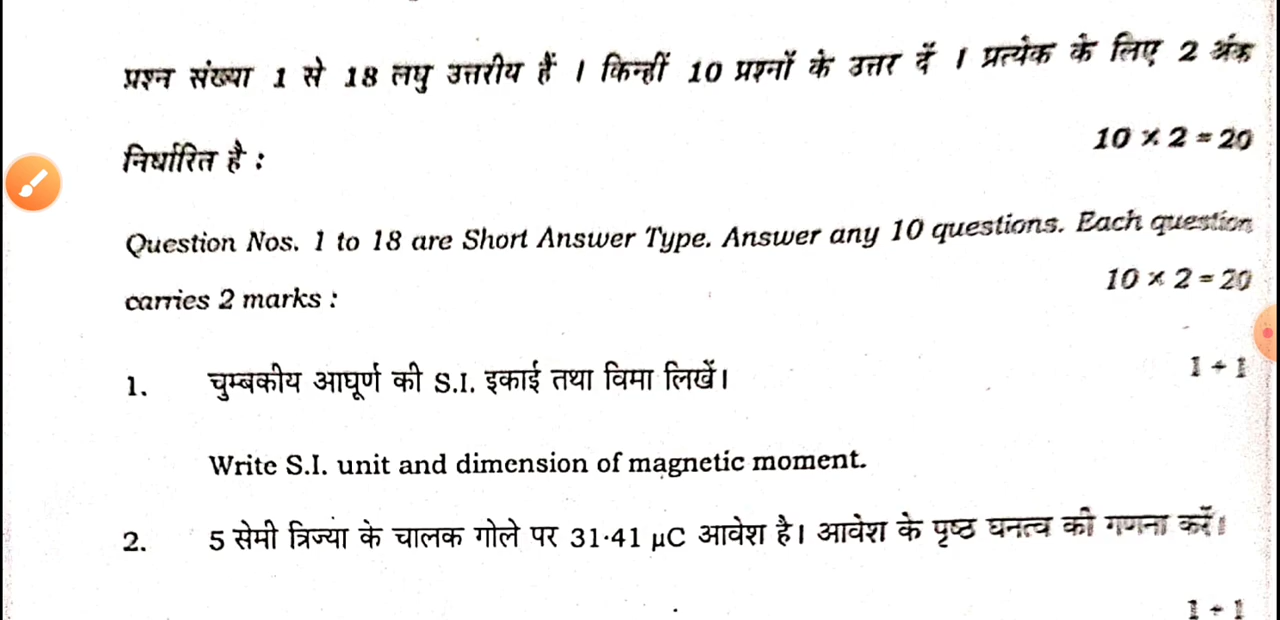 प्रश्न संख्या 1 से 18 लघु उत्तरीय हैं । किन्हीं 10 प्रश्नों के उत्तर दें । प्रत्येक के लिए 2 अंक
निर्धारित है :
10 × 2 = 20
Question Nos. 1 to 18 are Short Answer Type. Answer any 10 questions. Each question
carries 2 marks :
10 × 2 = 20
1. चुम्बकीय आघूर्ण की S.I. इकाई तथा विमा लिखें। 1 + 1
Write S.I. unit and dimension of magnetic moment.
2. 5 सेमी त्रिज्या के चालक गोले पर 31·41 μC आवेश है। आवेश के पृष्ठ घनत्व की गणना करें।
1 + 1